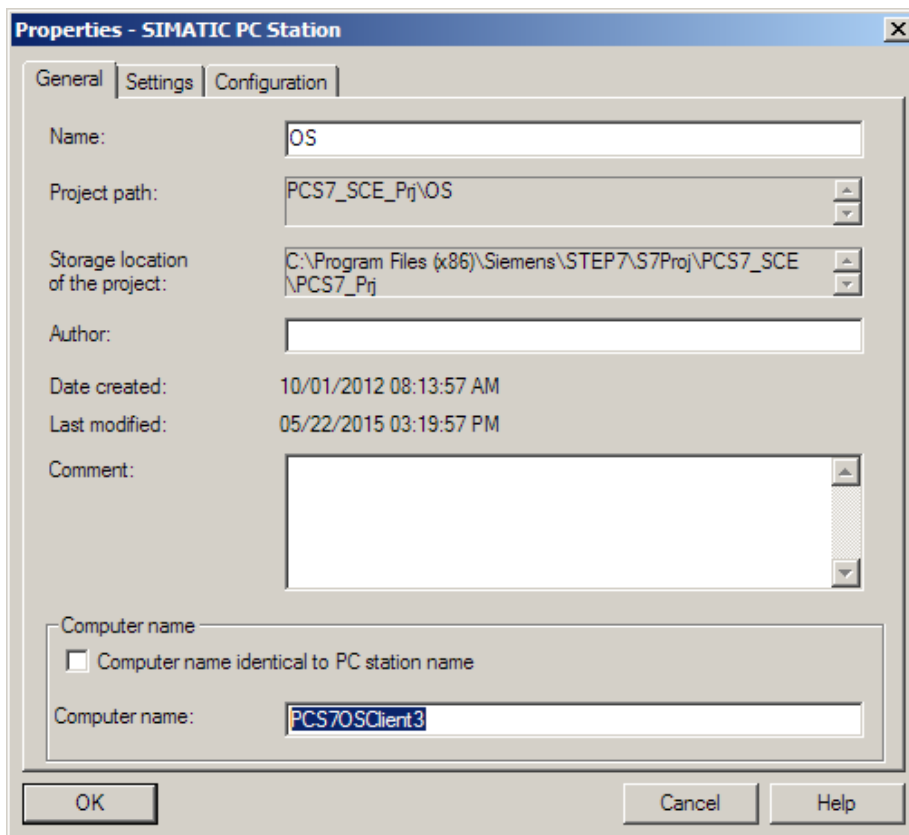 Properties - SIMATIC PC Station
General Settings Configuration
Name: OS
Project path: PCS7_SCE_Prj\OS
Storage location
of the project:
C:\Program Files (x86)\Siemens\STEP7\S7Proj\PCS7_SCE
\PCS7_Prj
Author:
Date created: 10/01/2012 08:13:57 AM
Last modified: 05/22/2015 03:19:57 PM
Comment:
Computer name
Computer name identical to PC station name
Computer name: PCS7OSClient3
OK Cancel Help